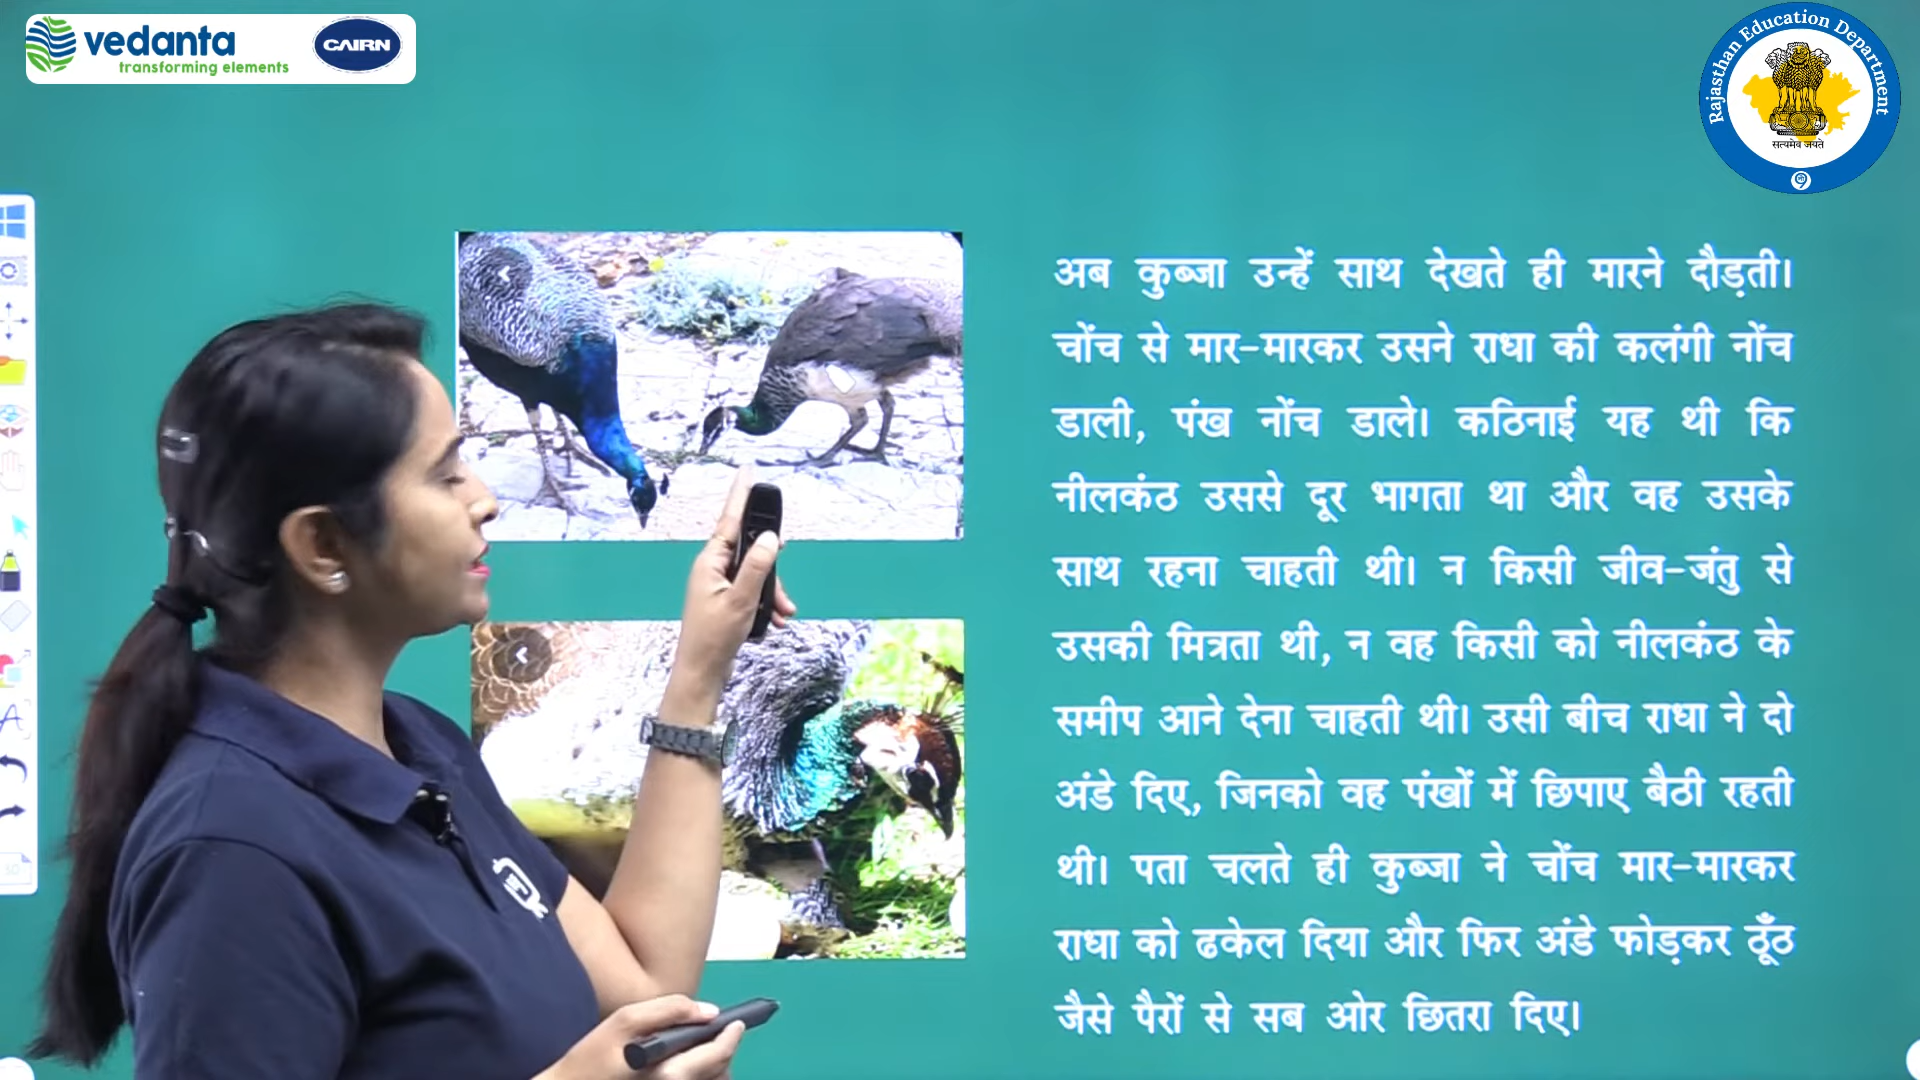 vedanta
transforming elements
CAIRN
Rajasthan Education Department
सत्यमेव जयते
अब कुब्जा उन्हें साथ देखते ही मारने दौड़ती।
चोंच से मार-मारकर उसने राधा की कलंगी नोंच
डाली, पंख नोंच डाले। कठिनाई यह थी कि
नीलकंठ उससे दूर भागता था और वह उसके
साथ रहना चाहती थी। न किसी जीव-जंतु से
उसकी मित्रता थी, न वह किसी को नीलकंठ के
समीप आने देना चाहती थी। उसी बीच राधा ने दो
अंडे दिए, जिनको वह पंखों में छिपाए बैठी रहती
थी। पता चलते ही कुब्जा ने चोंच मार-मारकर
राधा को ढकेल दिया और फिर अंडे फोड़कर ठूँठ
जैसे पैरों से सब ओर छितरा दिए।